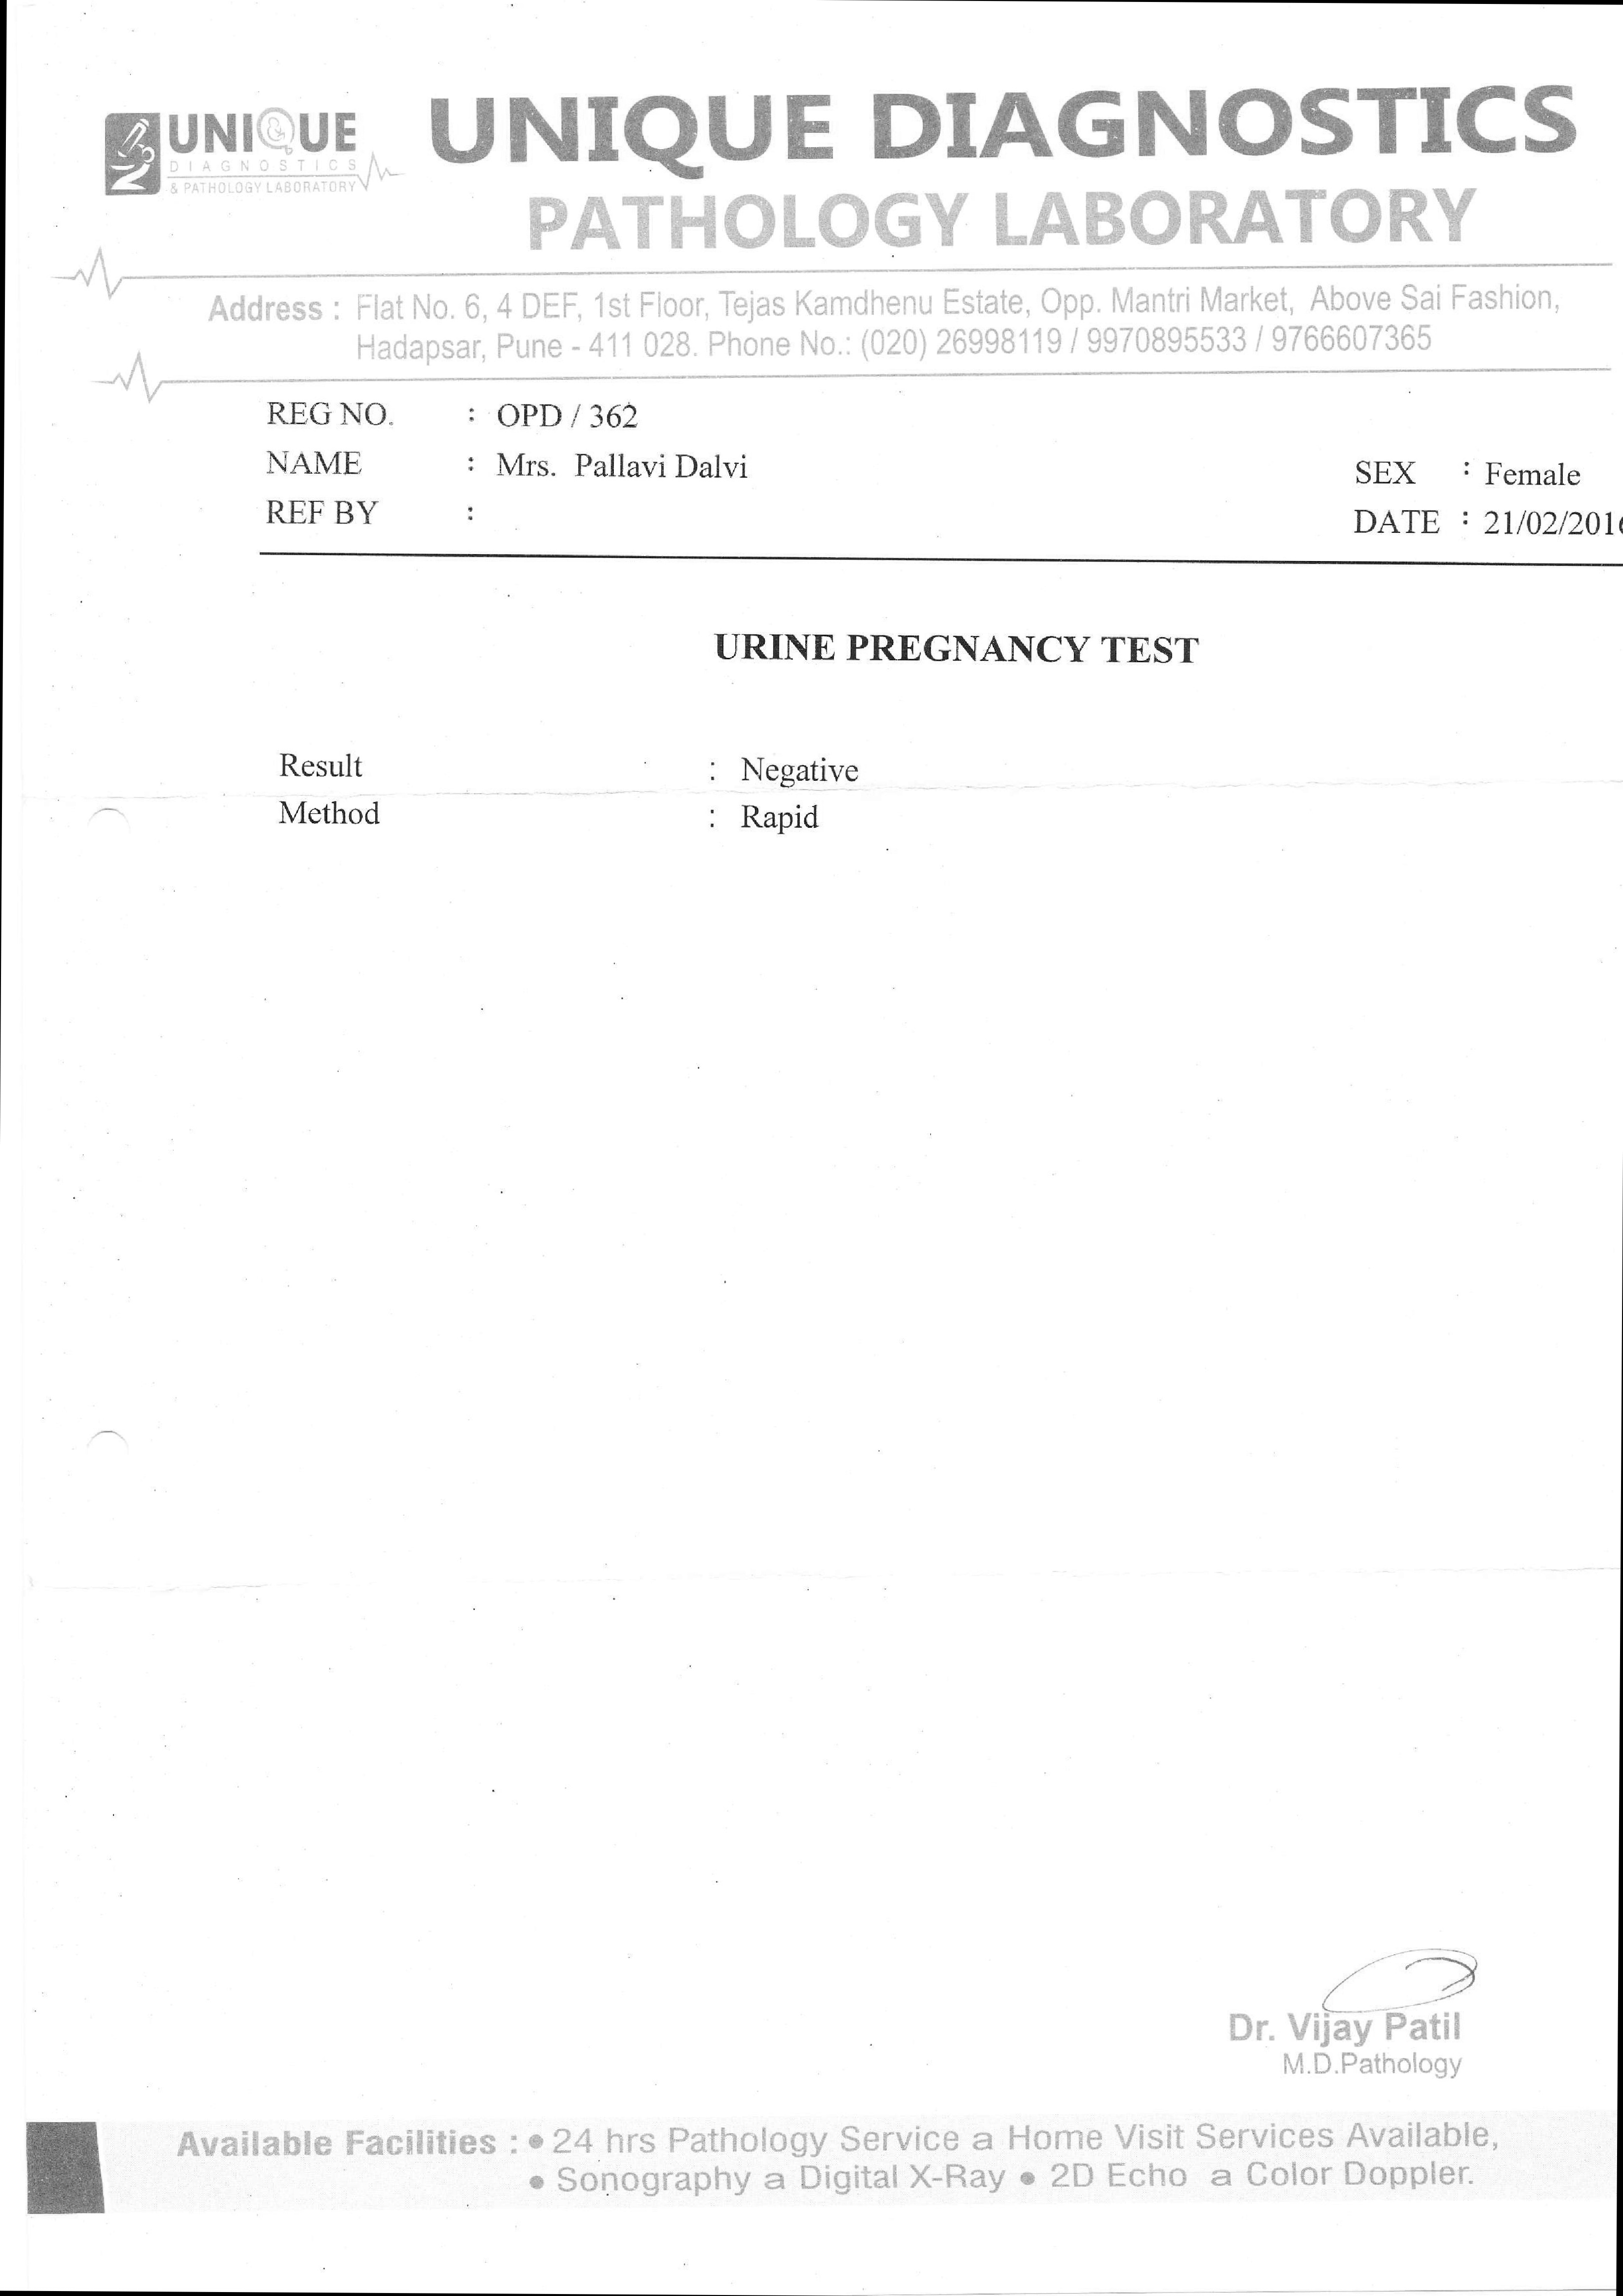 UNIQUE
DIAGNOSTICS
& PATHOLOGY LABORATORY
UNIQUE DIAGNOSTICS
PATHOLOGY LABORATORY
Address : Flat No. 6, 4 DEF, 1st Floor, Tejas Kamdhenu Estate, Opp. Mantri Market, Above Sai Fashion,
Hadapsar, Pune - 411 028. Phone No.: (020) 26998119 / 9970895533 / 9766607365
REG NO. : OPD / 362
NAME : Mrs. Pallavi Dalvi SEX : Female
REF BY : DATE : 21/02/2016
URINE PREGNANCY TEST
Result : Negative
Method : Rapid
Dr. Vijay Patil
M.D.Pathology
Available Facilities : • 24 hrs Pathology Service a Home Visit Services Available,
• Sonography a Digital X-Ray • 2D Echo a Color Doppler.